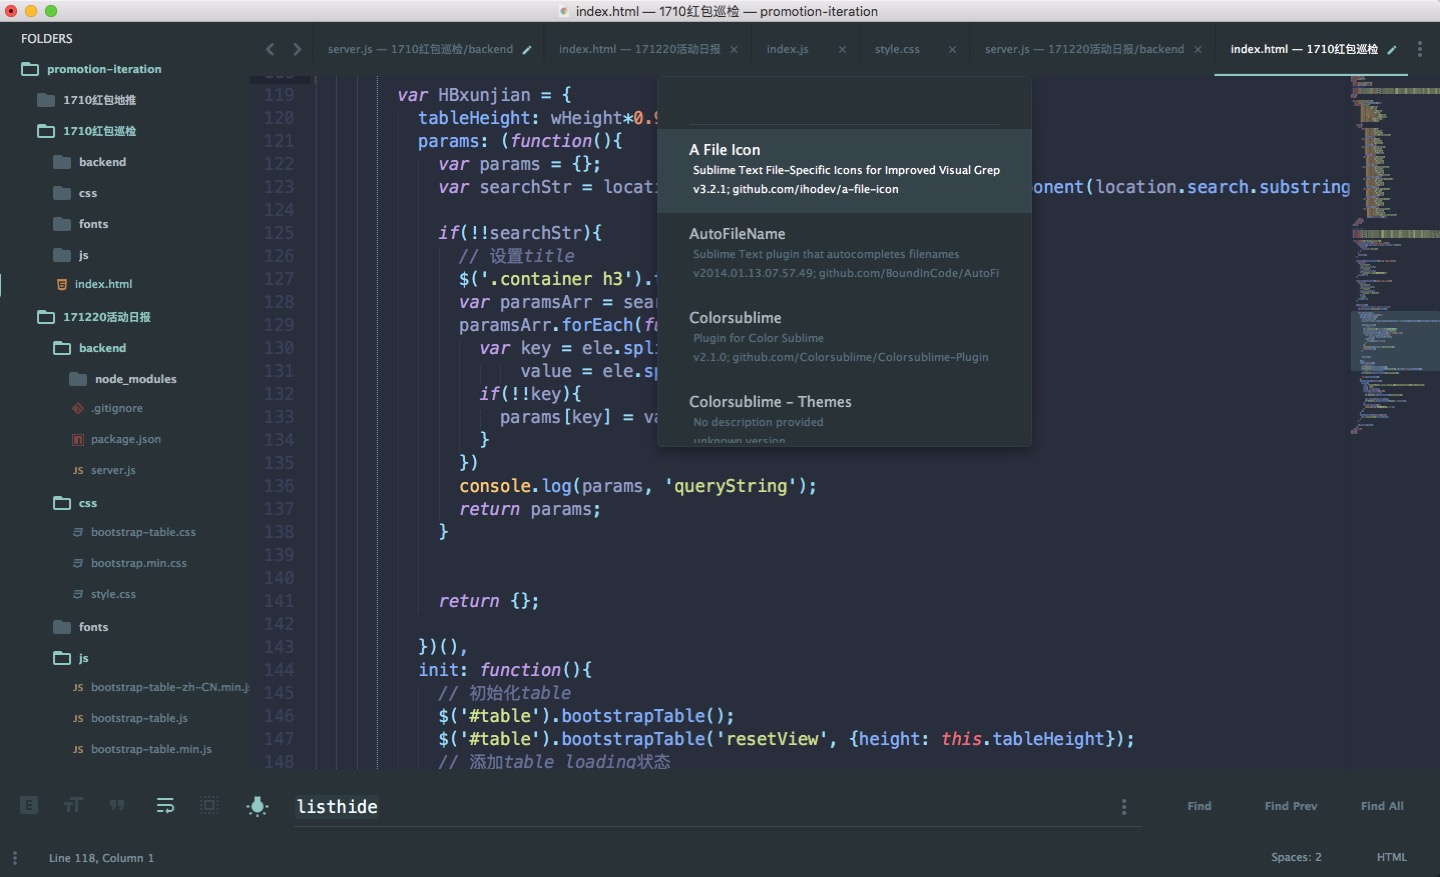 index.html — 1710红包巡检 — promotion-iteration
FOLDERS
promotion-iteration
1710红包地推
1710红包巡检
backend
css
fonts
js
index.html
171220活动日报
backend
node_modules
.gitignore
package.json
JS server.js
css
bootstrap-table.css
bootstrap.min.css
style.css
fonts
js
JS bootstrap-table-zh-CN.min.j
JS bootstrap-table.js
JS bootstrap-table.min.js
server.js — 1710红包巡检/backend
index.html — 171220活动日报
index.js
style.css
server.js — 171220活动日报/backend
index.html — 1710红包巡检
119 var HBxunjian = {
120 tableHeight: wHeight*0.9
121 params: (function(){
122 var params = {};
123 var searchStr = locati
onent(location.search.substring
124
125 if(!!searchStr){
126 // 设置title
127 $('.container h3').
128 var paramsArr = sear
129 paramsArr.forEach(fu
130 var key = ele.spli
131 value = ele.sp
132 if(!!key){
133 params[key] = va
134 }
135 })
136 console.log(params, 'queryString');
137 return params;
138 }
139
140
141 return {};
142
143 })(),
144 init: function(){
145 // 初始化table
146 $('#table').bootstrapTable();
147 $('#table').bootstrapTable('resetView', {height: this.tableHeight});
148 // 添加table loading状态
A File Icon
Sublime Text File-Specific Icons for Improved Visual Grep
v3.2.1; github.com/ihodev/a-file-icon
AutoFileName
Sublime Text plugin that autocompletes filenames
v2014.01.13.07.57.49; github.com/BoundInCode/AutoFi
Colorsublime
Plugin for Color Sublime
v2.1.0; github.com/Colorsublime/Colorsublime-Plugin
Colorsublime - Themes
No description provided
unknown version
listhide
Find
Find Prev
Find All
Line 118, Column 1
Spaces: 2
HTML